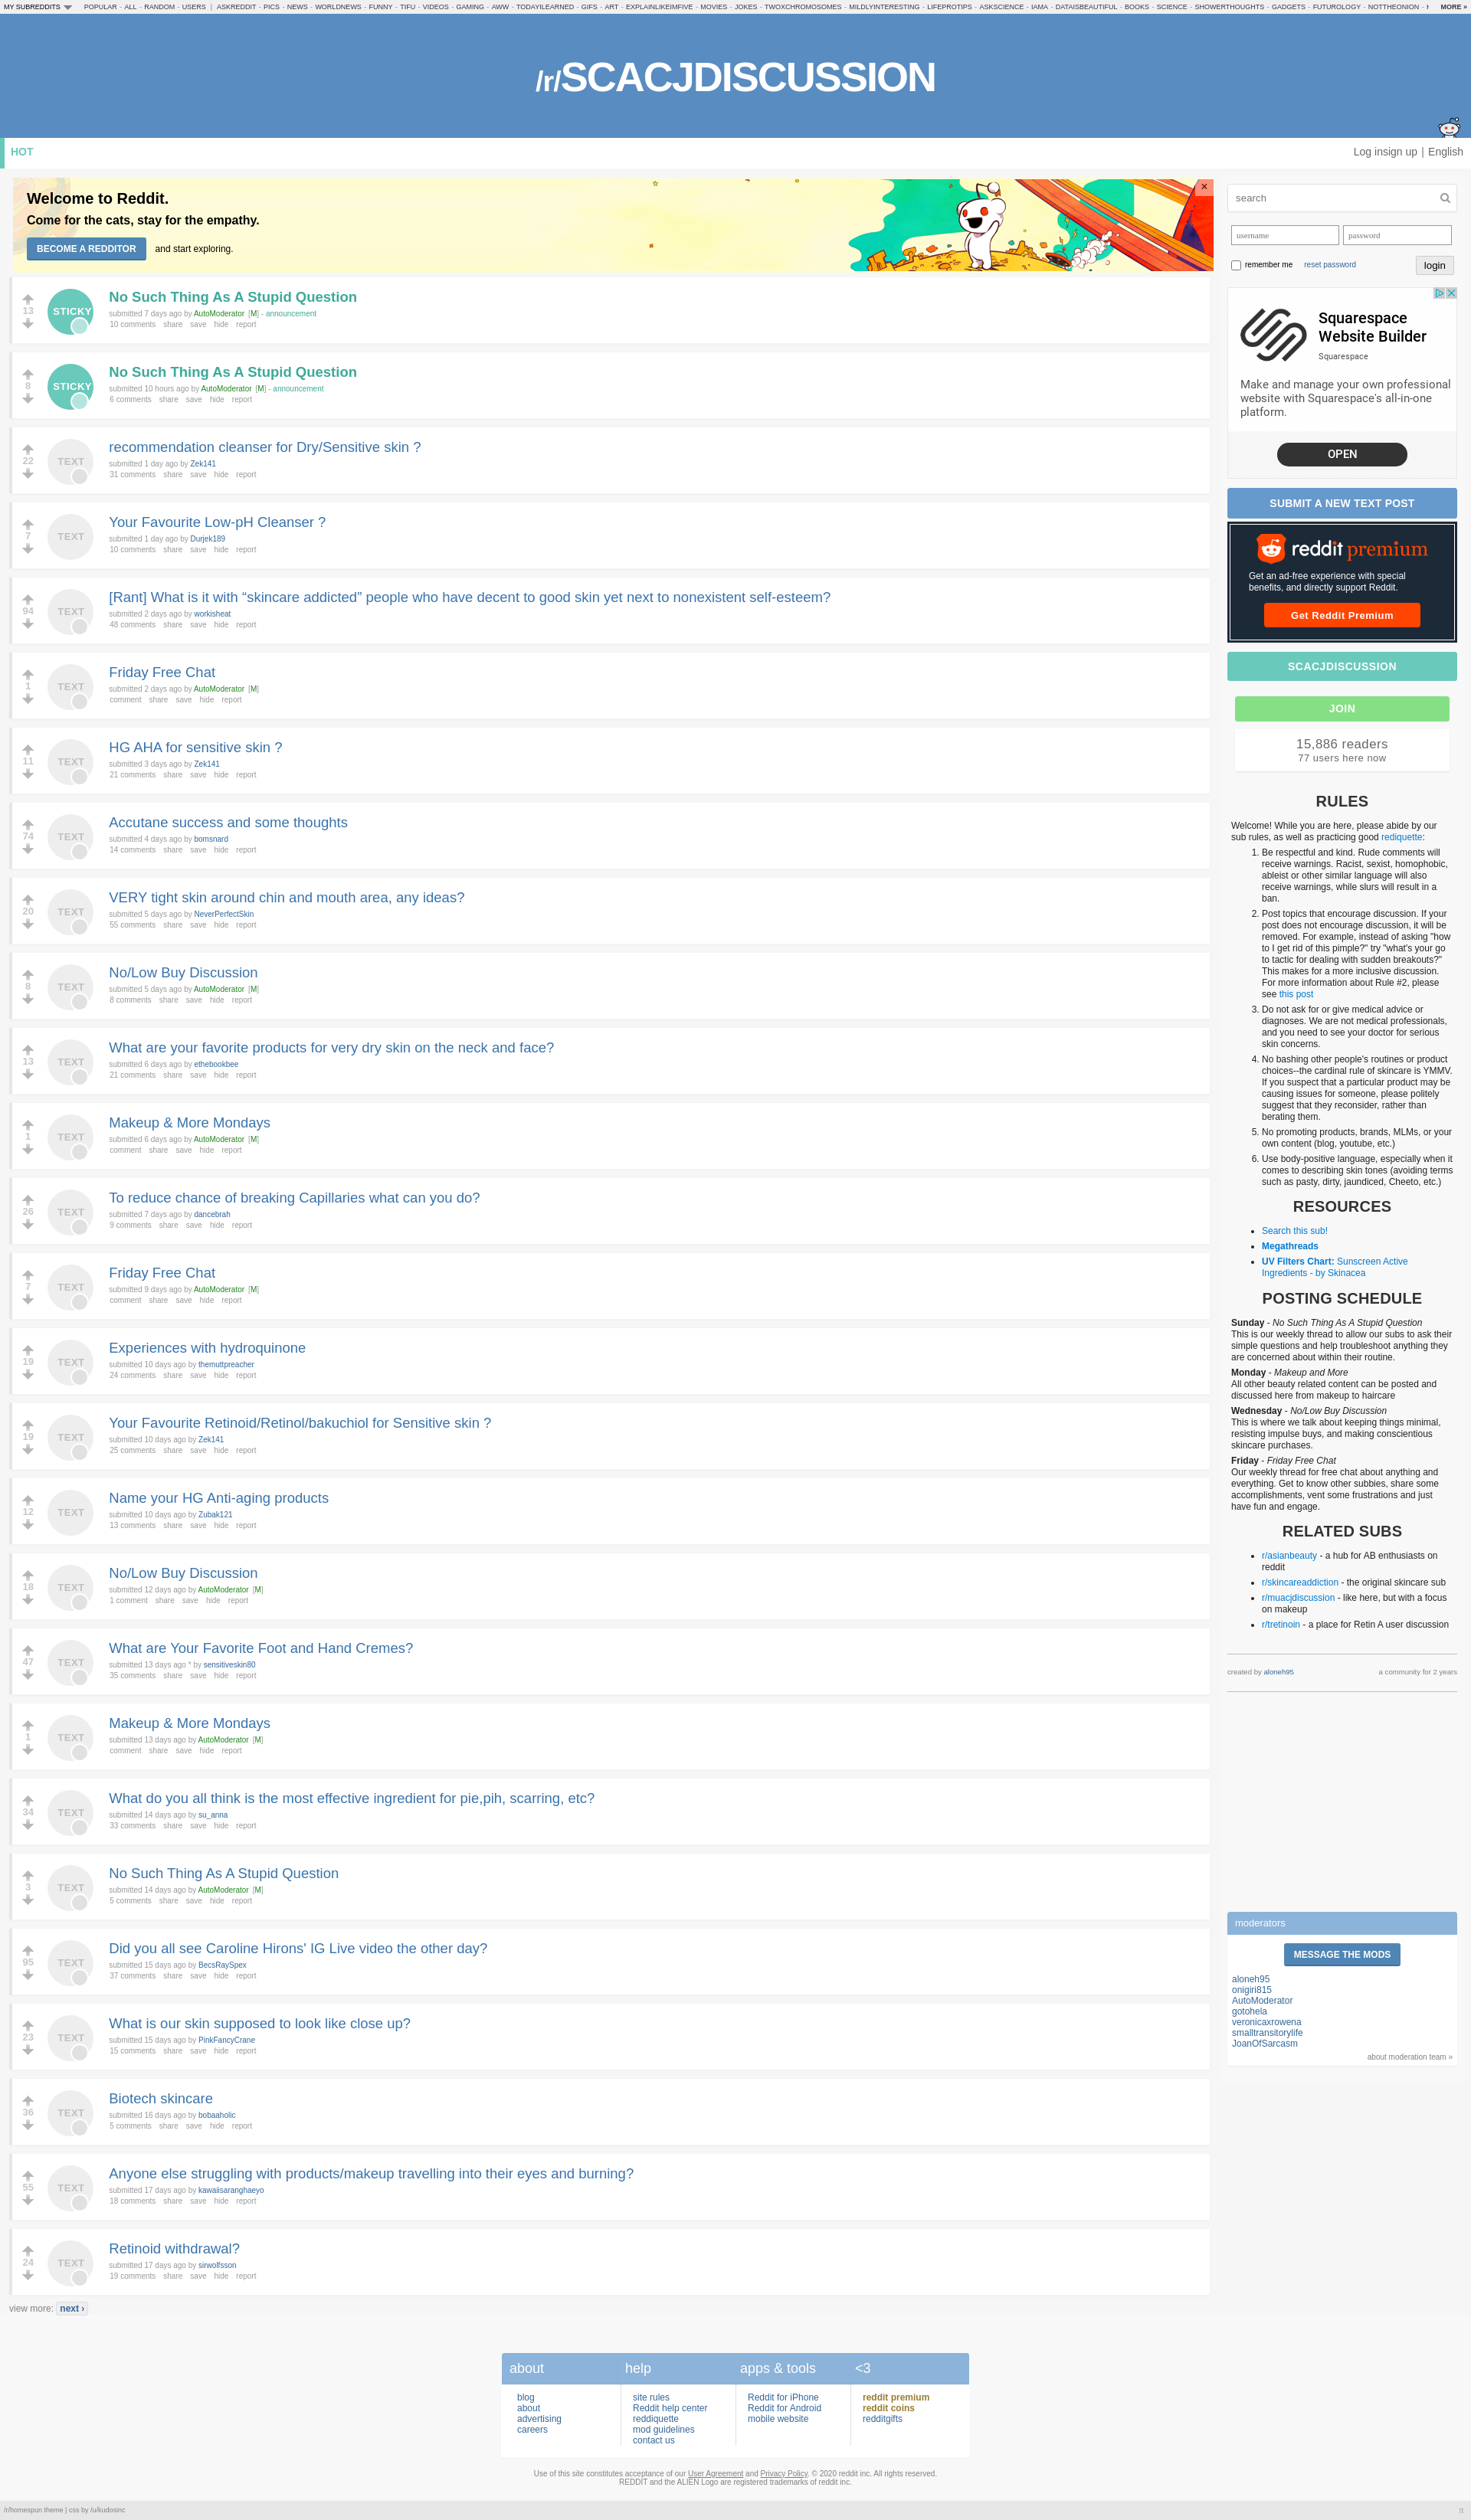 MY SUBREDDITS POPULAR - ALL - RANDOM - USERS | ASKREDDIT - PICS - NEWS - WORLDNEWS - FUNNY - TIFU - VIDEOS - GAMING - AWW - TODAYILEARNED - GIFS - ART - EXPLAINLIKEIMFIVE - MOVIES - JOKES - TWOXCHROMOSOMES - MILDLYINTERESTING - LIFEPROTIPS - ASKSCIENCE - IAMA - DATAISBEAUTIFUL - BOOKS - SCIENCE - SHOWERTHOUGHTS - GADGETS - FUTUROLOGY - NOTTHEONION - MORE »
/r/SCACJDISCUSSION
HOT
Log insign up | English
Welcome to Reddit.
Come for the cats, stay for the empathy.
BECOME A REDDITOR and start exploring.
×
13
STICKY
No Such Thing As A Stupid Question
submitted 7 days ago by AutoModerator [M] - announcement
10 comments share save hide report
8
STICKY
No Such Thing As A Stupid Question
submitted 10 hours ago by AutoModerator [M] - announcement
6 comments share save hide report
22
TEXT
recommendation cleanser for Dry/Sensitive skin ?
submitted 1 day ago by Zek141
31 comments share save hide report
7
TEXT
Your Favourite Low-pH Cleanser ?
submitted 1 day ago by Durjek189
10 comments share save hide report
94
TEXT
[Rant] What is it with “skincare addicted” people who have decent to good skin yet next to nonexistent self-esteem?
submitted 2 days ago by workisheat
48 comments share save hide report
1
TEXT
Friday Free Chat
submitted 2 days ago by AutoModerator [M]
comment share save hide report
11
TEXT
HG AHA for sensitive skin ?
submitted 3 days ago by Zek141
21 comments share save hide report
74
TEXT
Accutane success and some thoughts
submitted 4 days ago by bomsnard
14 comments share save hide report
20
TEXT
VERY tight skin around chin and mouth area, any ideas?
submitted 5 days ago by NeverPerfectSkin
55 comments share save hide report
8
TEXT
No/Low Buy Discussion
submitted 5 days ago by AutoModerator [M]
8 comments share save hide report
13
TEXT
What are your favorite products for very dry skin on the neck and face?
submitted 6 days ago by ethebookbee
21 comments share save hide report
1
TEXT
Makeup & More Mondays
submitted 6 days ago by AutoModerator [M]
comment share save hide report
26
TEXT
To reduce chance of breaking Capillaries what can you do?
submitted 7 days ago by dancebrah
9 comments share save hide report
7
TEXT
Friday Free Chat
submitted 9 days ago by AutoModerator [M]
comment share save hide report
19
TEXT
Experiences with hydroquinone
submitted 10 days ago by themuttpreacher
24 comments share save hide report
19
TEXT
Your Favourite Retinoid/Retinol/bakuchiol for Sensitive skin ?
submitted 10 days ago by Zek141
25 comments share save hide report
12
TEXT
Name your HG Anti-aging products
submitted 10 days ago by Zubak121
13 comments share save hide report
18
TEXT
No/Low Buy Discussion
submitted 12 days ago by AutoModerator [M]
1 comment share save hide report
47
TEXT
What are Your Favorite Foot and Hand Cremes?
submitted 13 days ago * by sensitiveskin80
35 comments share save hide report
1
TEXT
Makeup & More Mondays
submitted 13 days ago by AutoModerator [M]
comment share save hide report
34
TEXT
What do you all think is the most effective ingredient for pie,pih, scarring, etc?
submitted 14 days ago by su_anna
33 comments share save hide report
3
TEXT
No Such Thing As A Stupid Question
submitted 14 days ago by AutoModerator [M]
5 comments share save hide report
95
TEXT
Did you all see Caroline Hirons' IG Live video the other day?
submitted 15 days ago by BecsRaySpex
37 comments share save hide report
23
TEXT
What is our skin supposed to look like close up?
submitted 15 days ago by PinkFancyCrane
15 comments share save hide report
36
TEXT
Biotech skincare
submitted 16 days ago by bobaaholic
5 comments share save hide report
55
TEXT
Anyone else struggling with products/makeup travelling into their eyes and burning?
submitted 17 days ago by kawaiisaranghaeyo
18 comments share save hide report
24
TEXT
Retinoid withdrawal?
submitted 17 days ago by sirwolfsson
19 comments share save hide report
view more: next ›
search
username password
remember me reset password login
Squarespace
Website Builder
Squarespace
Make and manage your own professional
website with Squarespace's all-in-one
platform.
OPEN
SUBMIT A NEW TEXT POST
reddit premium
Get an ad-free experience with special
benefits, and directly support Reddit.
Get Reddit Premium
SCACJDISCUSSION
JOIN
15,886 readers
77 users here now
RULES
Welcome! While you are here, please abide by our
sub rules, as well as practicing good rediquette:
1. Be respectful and kind. Rude comments will
receive warnings. Racist, sexist, homophobic,
ableist or other similar language will also
receive warnings, while slurs will result in a
ban.
2. Post topics that encourage discussion. If your
post does not encourage discussion, it will be
removed. For example, instead of asking "how
to I get rid of this pimple?" try "what's your go
to tactic for dealing with sudden breakouts?"
This makes for a more inclusive discussion.
For more information about Rule #2, please
see this post
3. Do not ask for or give medical advice or
diagnoses. We are not medical professionals,
and you need to see your doctor for serious
skin concerns.
4. No bashing other people's routines or product
choices--the cardinal rule of skincare is YMMV.
If you suspect that a particular product may be
causing issues for someone, please politely
suggest that they reconsider, rather than
berating them.
5. No promoting products, brands, MLMs, or your
own content (blog, youtube, etc.)
6. Use body-positive language, especially when it
comes to describing skin tones (avoiding terms
such as pasty, dirty, jaundiced, Cheeto, etc.)
RESOURCES
Search this sub!
Megathreads
UV Filters Chart: Sunscreen Active
Ingredients - by Skinacea
POSTING SCHEDULE
Sunday - No Such Thing As A Stupid Question
This is our weekly thread to allow our subs to ask their
simple questions and help troubleshoot anything they
are concerned about within their routine.
Monday - Makeup and More
All other beauty related content can be posted and
discussed here from makeup to haircare
Wednesday - No/Low Buy Discussion
This is where we talk about keeping things minimal,
resisting impulse buys, and making conscientious
skincare purchases.
Friday - Friday Free Chat
Our weekly thread for free chat about anything and
everything. Get to know other subbies, share some
accomplishments, vent some frustrations and just
have fun and engage.
RELATED SUBS
r/asianbeauty - a hub for AB enthusiasts on
reddit
r/skincareaddiction - the original skincare sub
r/muacjdiscussion - like here, but with a focus
on makeup
r/tretinoin - a place for Retin A user discussion
created by aloneh95 a community for 2 years
moderators
MESSAGE THE MODS
aloneh95
onigiri815
AutoModerator
gotohela
veronicaxrowena
smalltransitorylife
JoanOfSarcasm
about moderation team »
about
blog
about
advertising
careers
help
site rules
Reddit help center
reddiquette
mod guidelines
contact us
apps & tools
Reddit for iPhone
Reddit for Android
mobile website
<3
reddit premium
reddit coins
redditgifts
Use of this site constitutes acceptance of our User Agreement and Privacy Policy. © 2020 reddit inc. All rights reserved.
REDDIT and the ALIEN Logo are registered trademarks of reddit inc.
/r/homespun theme | css by /u/kudosinc